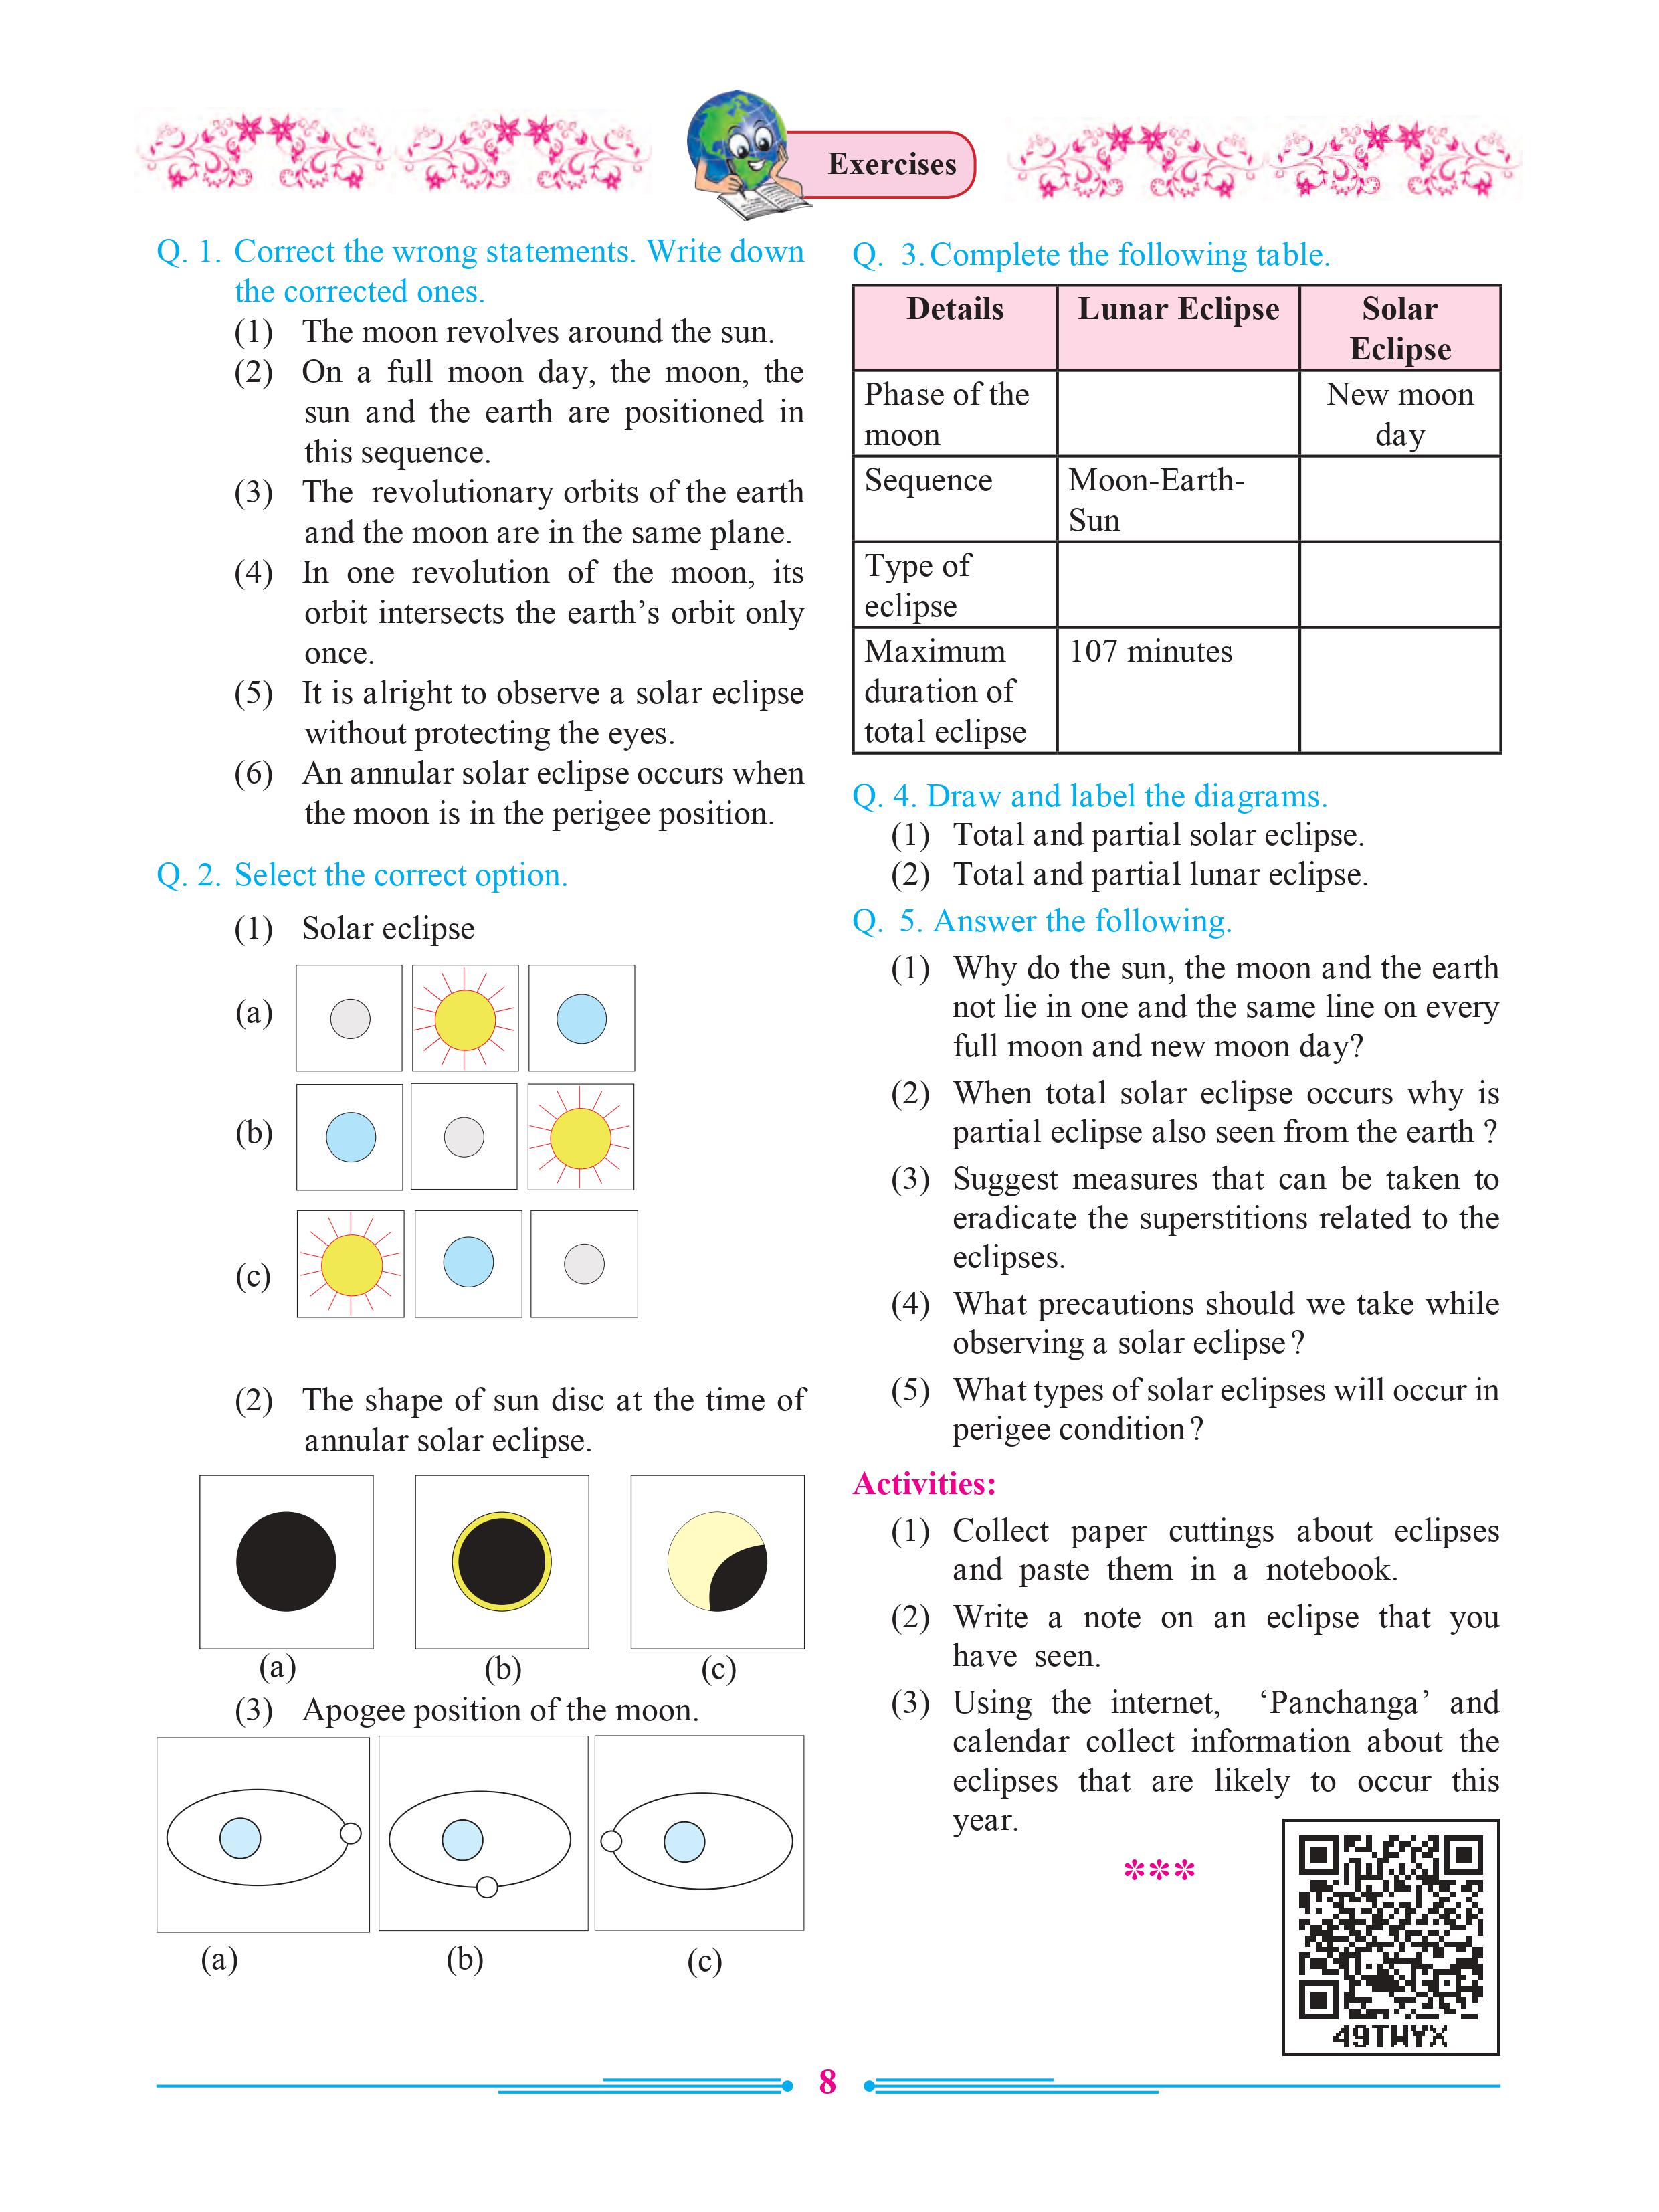 Exercises
Q. 1. Correct the wrong statements. Write down
the corrected ones.
(1) The moon revolves around the sun.
(2) On a full moon day, the moon, the
sun and the earth are positioned in
this sequence.
(3) The revolutionary orbits of the earth
and the moon are in the same plane.
(4) In one revolution of the moon, its
orbit intersects the earth’s orbit only
once.
(5) It is alright to observe a solar eclipse
without protecting the eyes.
(6) An annular solar eclipse occurs when
the moon is in the perigee position.
Q. 2. Select the correct option.
(1) Solar eclipse
(a)
(b)
(c)
(2) The shape of sun disc at the time of
annular solar eclipse.
(a) (b) (c)
(3) Apogee position of the moon.
(a) (b) (c)
Q. 3. Complete the following table.
Details Lunar Eclipse Solar
Eclipse
Phase of the New moon
moon day
Sequence Moon-Earth-
Sun
Type of
eclipse
Maximum 107 minutes
duration of
total eclipse
Q. 4. Draw and label the diagrams.
(1) Total and partial solar eclipse.
(2) Total and partial lunar eclipse.
Q. 5. Answer the following.
(1) Why do the sun, the moon and the earth
not lie in one and the same line on every
full moon and new moon day?
(2) When total solar eclipse occurs why is
partial eclipse also seen from the earth ?
(3) Suggest measures that can be taken to
eradicate the superstitions related to the
eclipses.
(4) What precautions should we take while
observing a solar eclipse ?
(5) What types of solar eclipses will occur in
perigee condition ?
Activities:
(1) Collect paper cuttings about eclipses
and paste them in a notebook.
(2) Write a note on an eclipse that you
have seen.
(3) Using the internet, ‘Panchanga’ and
calendar collect information about the
eclipses that are likely to occur this
year.
***
49TWYX
8